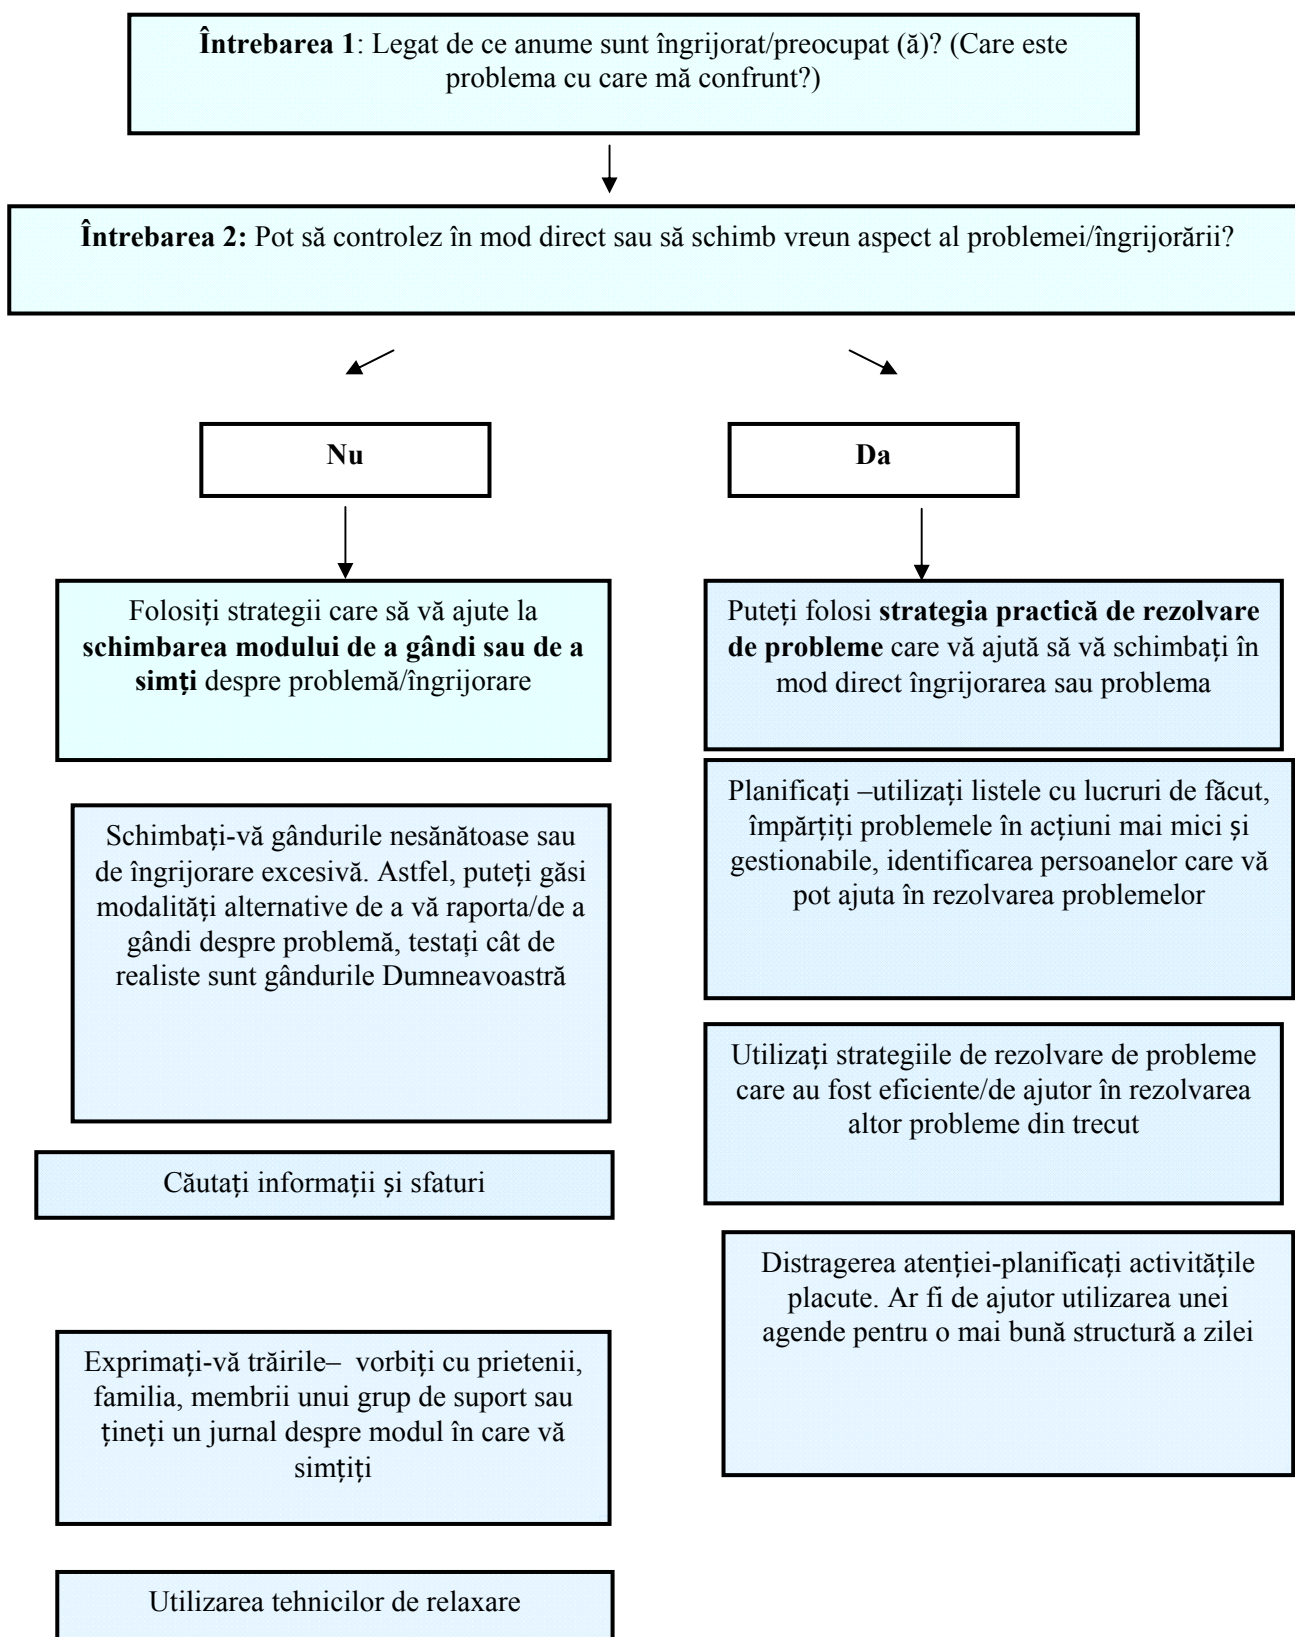 Întrebarea 1: Legat de ce anume sunt îngrijorat/preocupat (ă)? (Care este
problema cu care mă confrunt?)
Întrebarea 2: Pot să controlez în mod direct sau să schimb vreun aspect al problemei/îngrijorării?
Nu
Da
Folosiți strategii care să vă ajute la
schimbarea modului de a gândi sau de a
simți despre problemă/îngrijorare
Puteți folosi strategia practică de rezolvare
de probleme care vă ajută să vă schimbați în
mod direct îngrijorarea sau problema
Schimbați-vă gândurile nesănătoase sau
de îngrijorare excesivă. Astfel, puteți găsi
modalități alternative de a vă raporta/de a
gândi despre problemă, testați cât de
realiste sunt gândurile Dumneavoastră
Planificați –utilizați listele cu lucruri de făcut,
împărțiți problemele în acțiuni mai mici și
gestionabile, identificarea persoanelor care vă
pot ajuta în rezolvarea problemelor
Utilizați strategiile de rezolvare de probleme
care au fost eficiente/de ajutor în rezolvarea
altor probleme din trecut
Căutați informații și sfaturi
Distragerea atenției-planificați activitățile
placute. Ar fi de ajutor utilizarea unei
agende pentru o mai bună structură a zilei
Exprimați-vă trăirile– vorbiți cu prietenii,
familia, membrii unui grup de suport sau
țineți un jurnal despre modul în care vă
simțiți
Utilizarea tehnicilor de relaxare